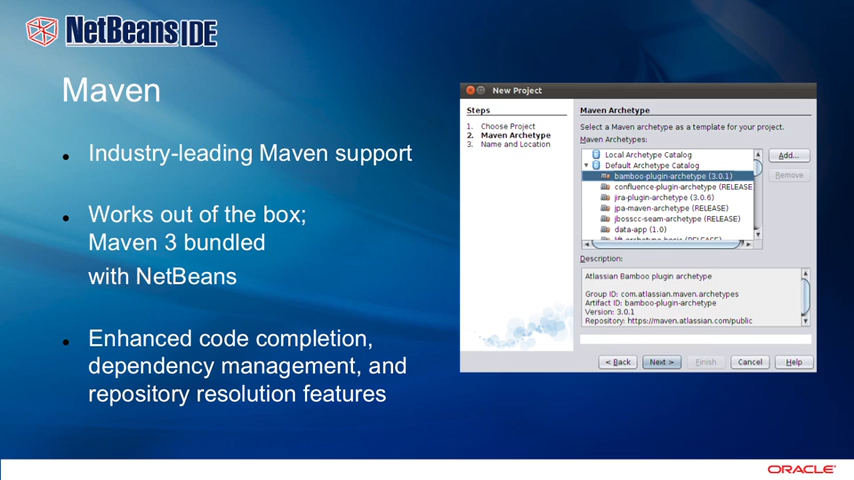 NetBeans IDE
Maven
Industry-leading Maven support
Works out of the box;
Maven 3 bundled
with NetBeans
Enhanced code completion,
dependency management, and
repository resolution features
New Project
Steps
1. Choose Project
2. Maven Archetype
3. Name and Location
Maven Archetype
Select a Maven archetype as a template for your project.
Maven Archetypes:
Local Archetype Catalog
Default Archetype Catalog
bamboo-plugin-archetype (3.0.1)
confluence-plugin-archetype (RELEASE
jira-plugin-archetype (3.0.6)
jpa-maven-archetype (RELEASE)
jbosscc-seam-archetype (RELEASE)
data-app (1.0)
Add...
Remove
Description:
Atlassian Bamboo plugin archetype
Group ID: com.atlassian.maven.archetypes
Artifact ID: bamboo-plugin-archetype
Version: 3.0.1
Repository: https://maven.atlassian.com/public
< Back
Next >
Finish
Cancel
Help
ORACLE